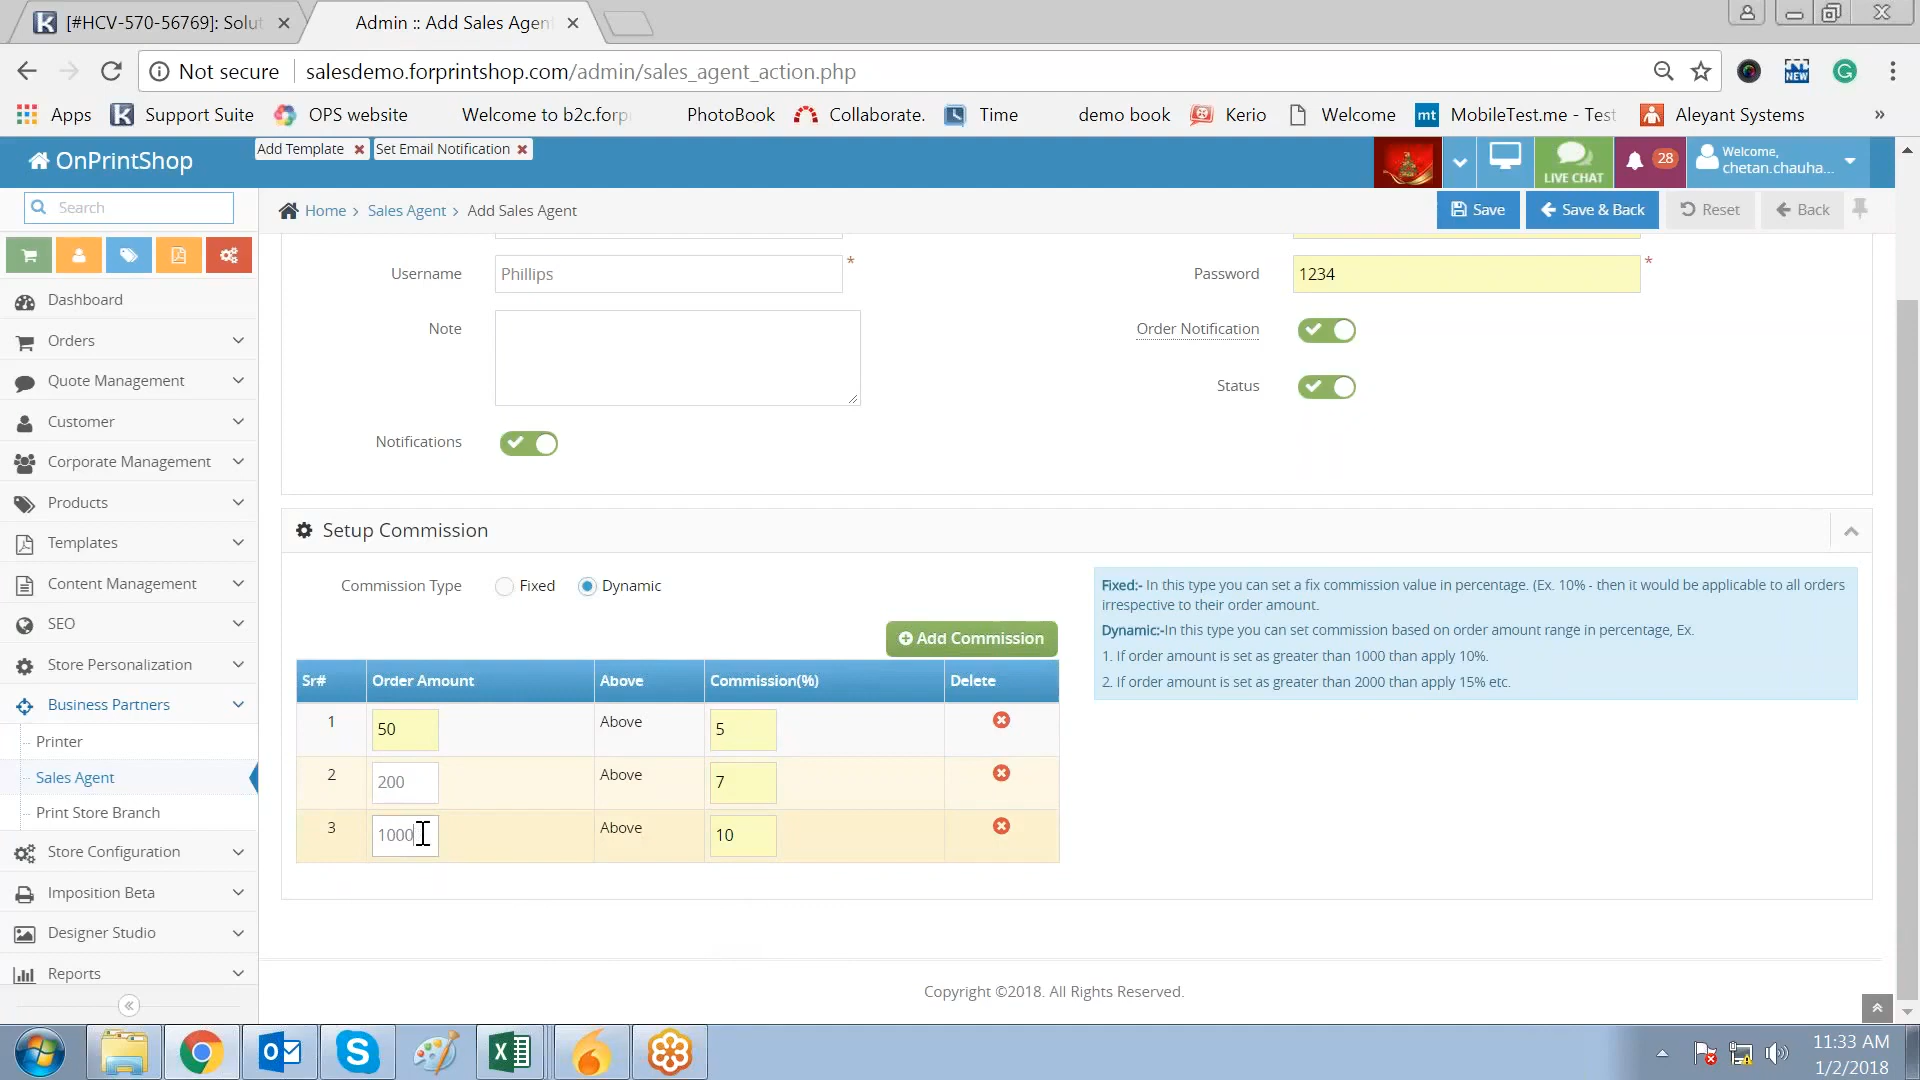 [#HCV-570-56769]: Solut
Admin :: Add Sales Agent
Not secure
salesdemo.forprintshop.com/admin/sales_agent_action.php
NEW
Apps
Support Suite
OPS website
Welcome to b2c.forp
PhotoBook
Collaborate.
Time
demo book
Kerio
Welcome
mt
MobileTest.me - Test
Aleyant Systems
»
OnPrintShop
Add Template
Set Email Notification
LIVE CHAT
28
Welcome,
chetan.chauha...
Search
Home > Sales Agent > Add Sales Agent
Save
Save & Back
Reset
Back
Dashboard
Orders
Quote Management
Customer
Corporate Management
Products
Templates
Content Management
SEO
Store Personalization
Business Partners
Printer
Sales Agent
Print Store Branch
Store Configuration
Imposition Beta
Designer Studio
Reports
Username
Phillips
*
Password
1234
*
Note
Order Notification
Status
Notifications
Setup Commission
Commission Type
Fixed
Dynamic
Add Commission
Sr# Order Amount Above Commission(%) Delete
1 50 Above 5
2 200 Above 7
3 1000 Above 10
Fixed:- In this type you can set a fix commission value in percentage. (Ex. 10% - then it would be applicable to all orders
irrespective to their order amount.
Dynamic:-In this type you can set commission based on order amount range in percentage, Ex.
1. If order amount is set as greater than 1000 than apply 10%.
2. If order amount is set as greater than 2000 than apply 15% etc.
Copyright ©2018. All Rights Reserved.
11:33 AM
1/2/2018